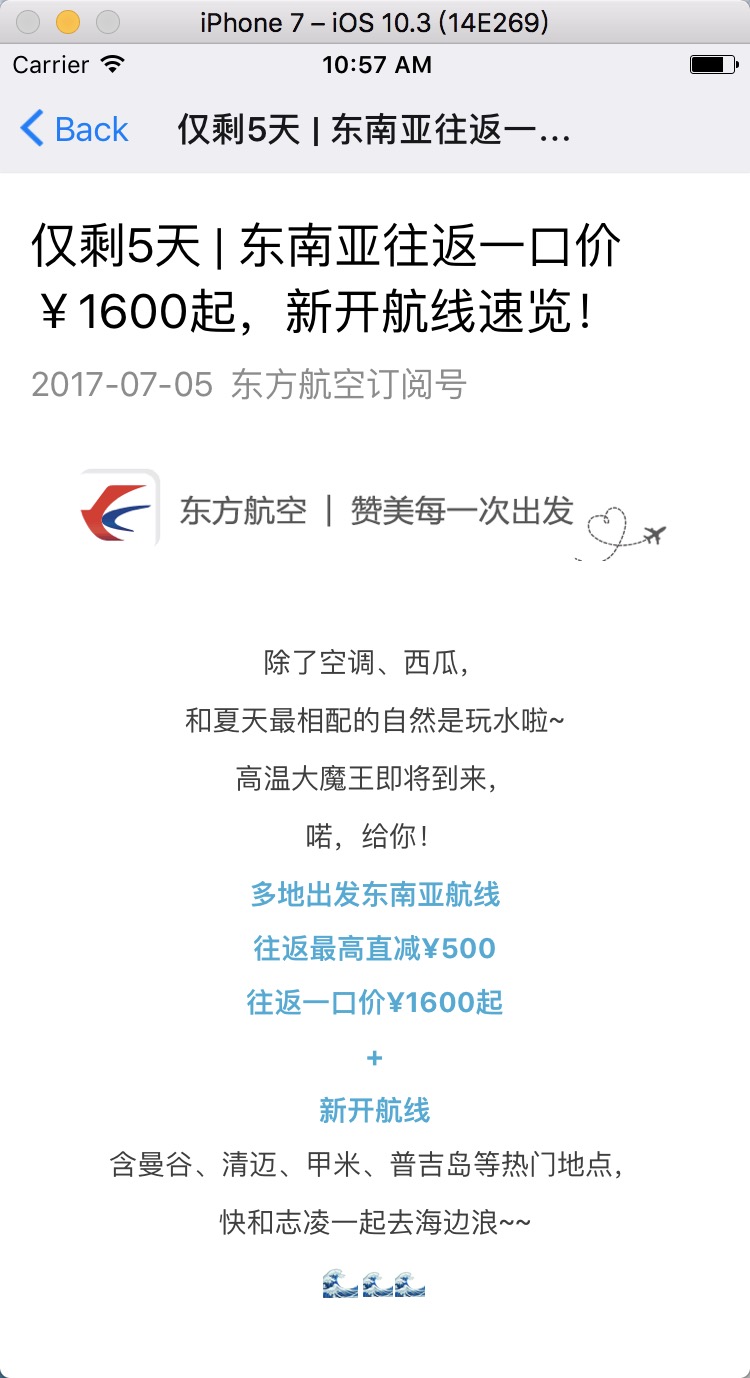 iPhone 7 – iOS 10.3 (14E269)
Carrier 10:57 AM
Back 仅剩5天 | 东南亚往返一...
仅剩5天 | 东南亚往返一口价
￥1600起，新开航线速览！
2017-07-05 东方航空订阅号
东方航空 | 赞美每一次出发
除了空调、西瓜，
和夏天最相配的自然是玩水啦~
高温大魔王即将到来，
喏，给你！
多地出发东南亚航线
往返最高直减¥500
往返一口价¥1600起
+
新开航线
含曼谷、清迈、甲米、普吉岛等热门地点，
快和志凌一起去海边浪~~
🌊🌊🌊